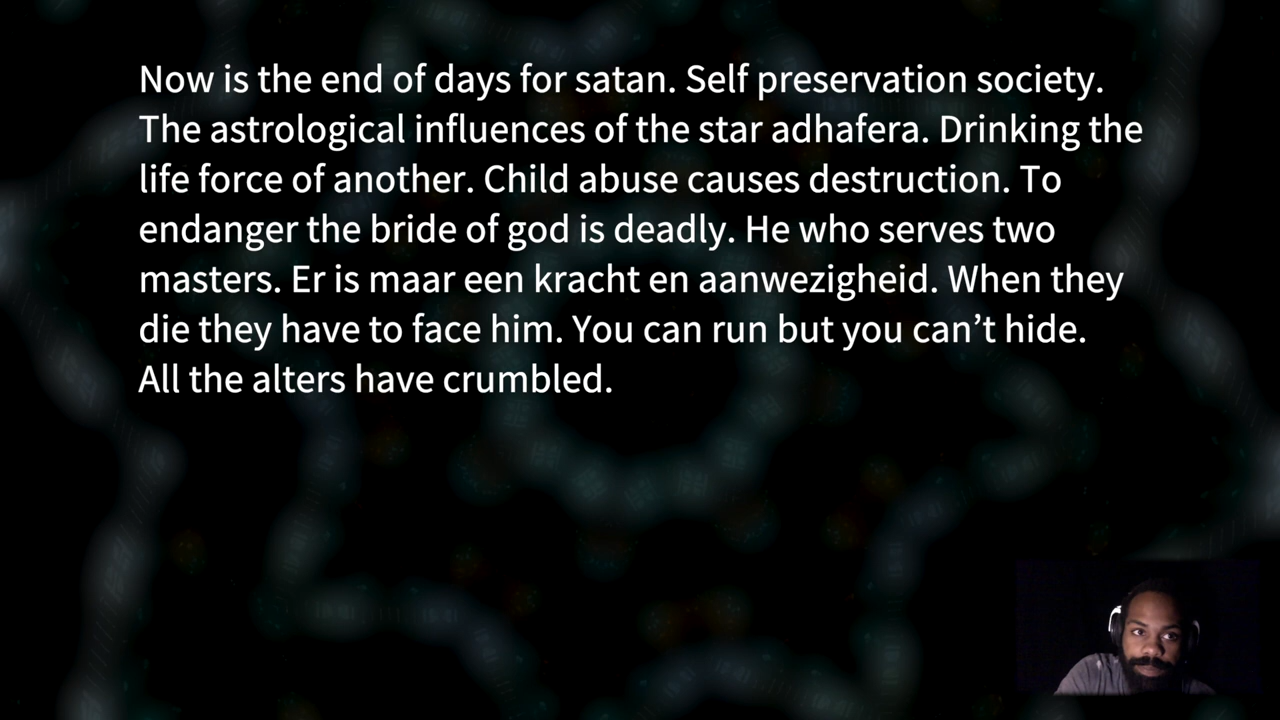 Now is the end of days for satan. Self preservation society.
The astrological influences of the star adhafera. Drinking the
life force of another. Child abuse causes destruction. To
endanger the bride of god is deadly. He who serves two
masters. Er is maar een kracht en aanwezigheid. When they
die they have to face him. You can run but you can’t hide.
All the alters have crumbled.